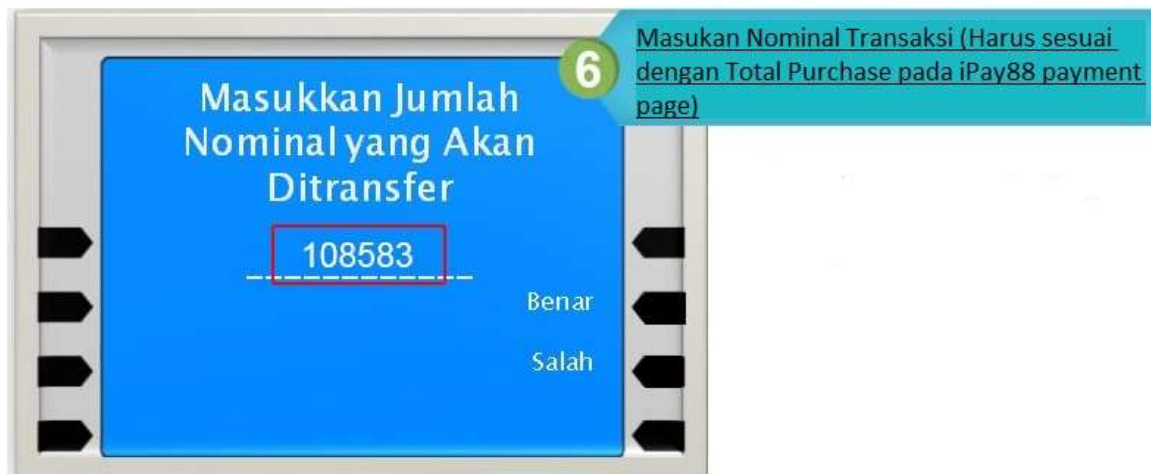 6
Masukan Nominal Transaksi (Harus sesuai
dengan Total Purchase pada iPay88 payment
page)
Masukkan Jumlah
Nominal yang Akan
Ditransfer
108583
Benar
Salah